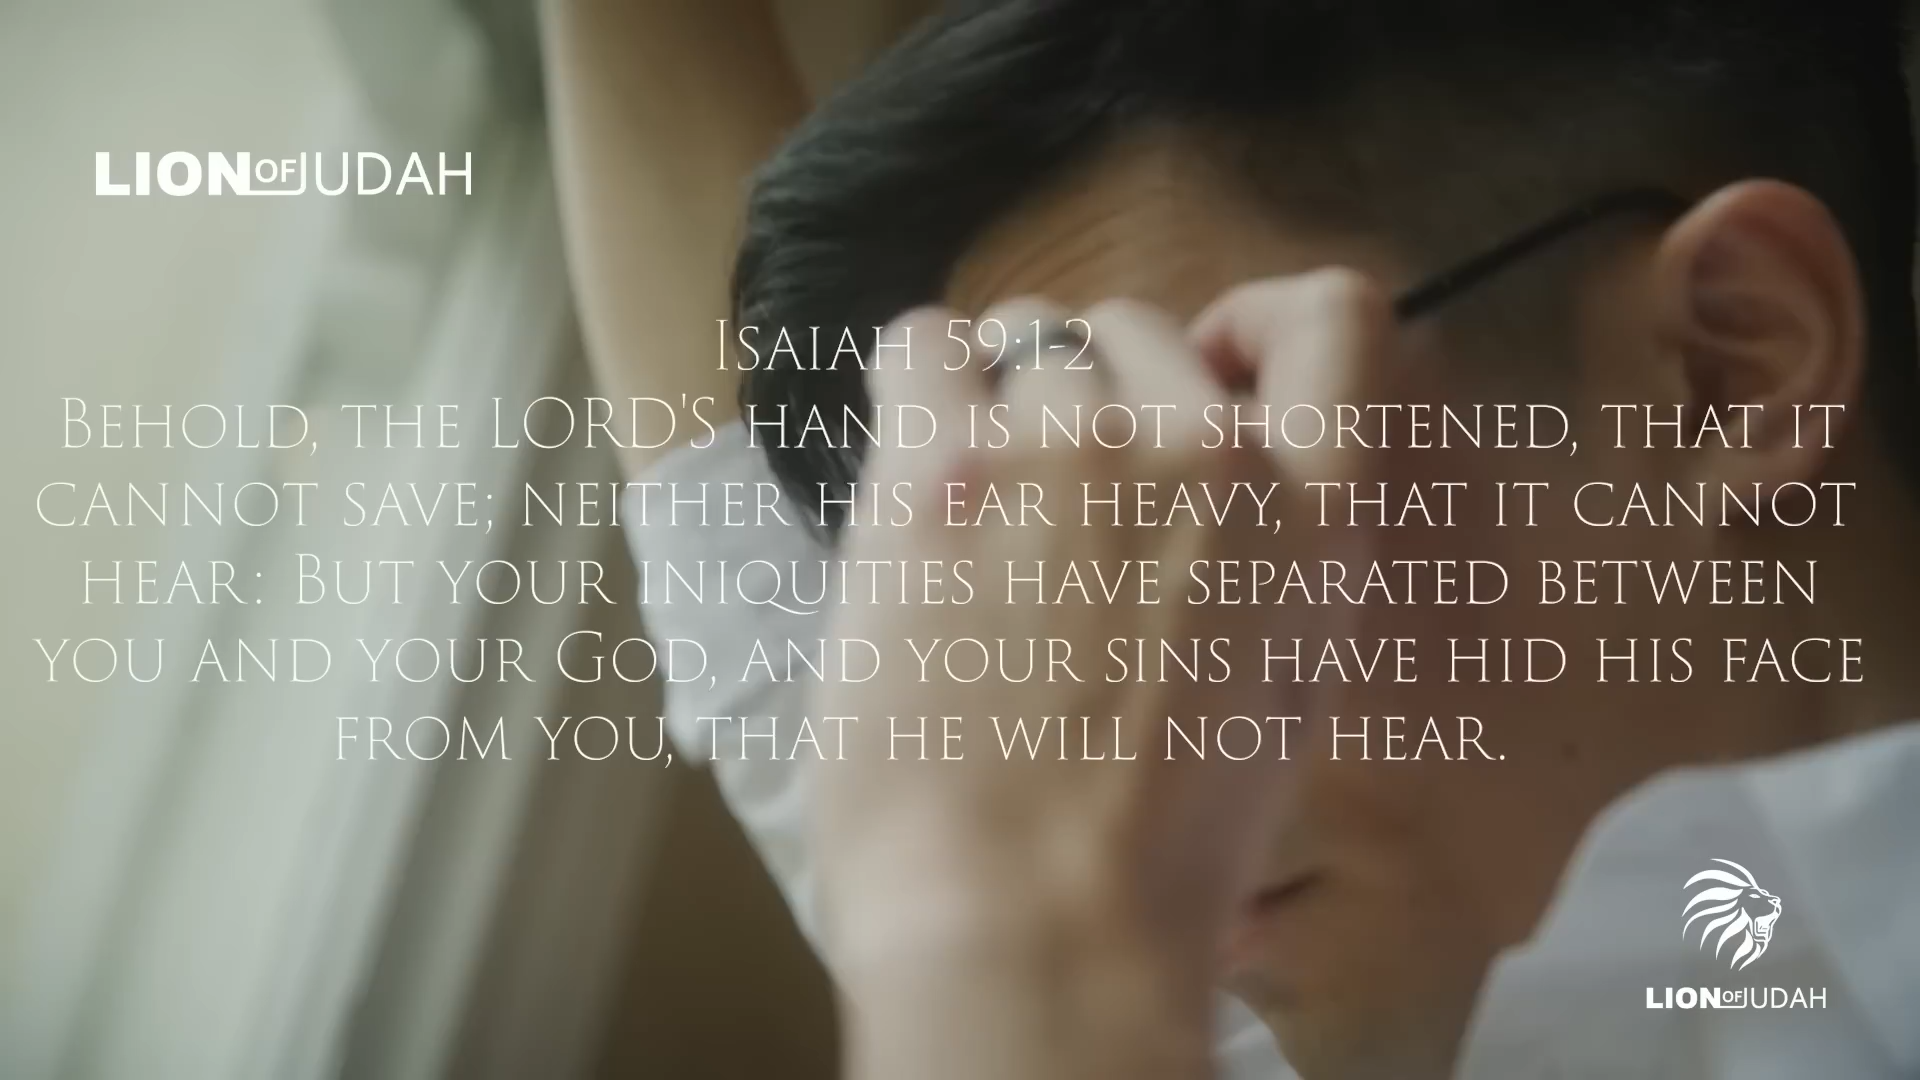 LION OF JUDAH
Isaiah 59:1-2
Behold, the LORD'S hand is not shortened, that it
cannot save; neither his ear heavy, that it cannot
hear: But your iniquities have separated between
you and your God, and your sins have hid his face
from you, that he will not hear.
LION OF JUDAH